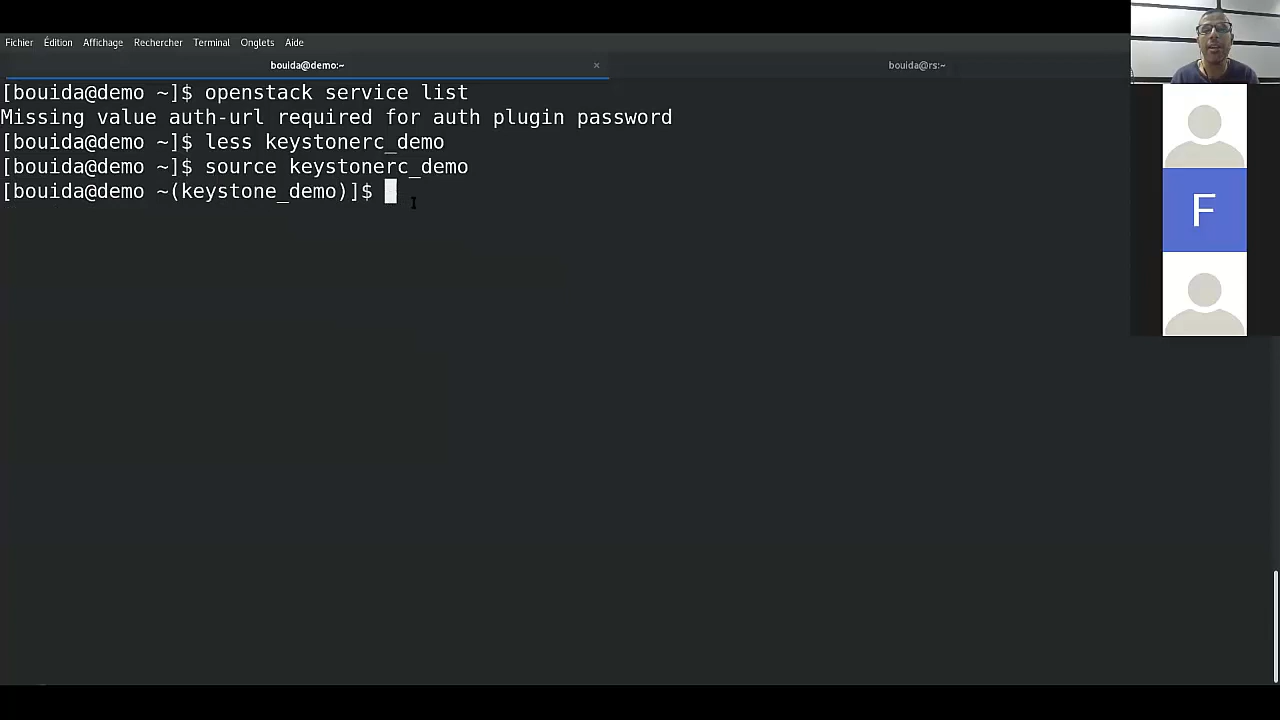 Fichier Édition Affichage Rechercher Terminal Onglets Aide
bouida@demo:~ × bouida@rs:~
[bouida@demo ~]$ openstack service list
Missing value auth-url required for auth plugin password
[bouida@demo ~]$ less keystonerc_demo
[bouida@demo ~]$ source keystonerc_demo
[bouida@demo ~(keystone_demo)]$
F